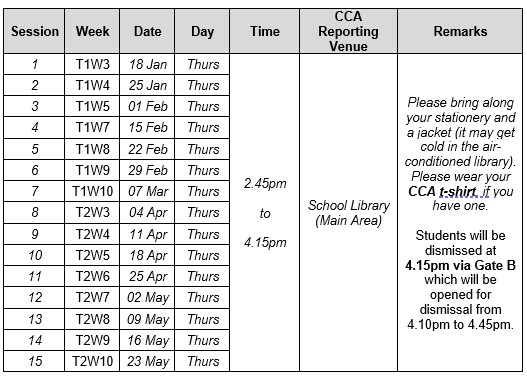 Session Week Date Day Time CCA Reporting Venue Remarks
1 T1W3 18 Jan Thurs
2 T1W4 25 Jan Thurs
3 T1W5 01 Feb Thurs
4 T1W7 15 Feb Thurs
5 T1W8 22 Feb Thurs
6 T1W9 29 Feb Thurs
7 T1W10 07 Mar Thurs
8 T2W3 04 Apr Thurs
9 T2W4 11 Apr Thurs
10 T2W5 18 Apr Thurs
11 T2W6 25 Apr Thurs
12 T2W7 02 May Thurs
13 T2W8 09 May Thurs
14 T2W9 16 May Thurs
15 T2W10 23 May Thurs
2.45pm
to
4.15pm
School Library
(Main Area)
Please bring along
your stationery and
a jacket (it may get
cold in the air-
conditioned library).
Please wear your
CCA t-shirt, if you
have one.
Students will be
dismissed at
4.15pm via Gate B
which will be
opened for
dismissal from
4.10pm to 4.45pm.